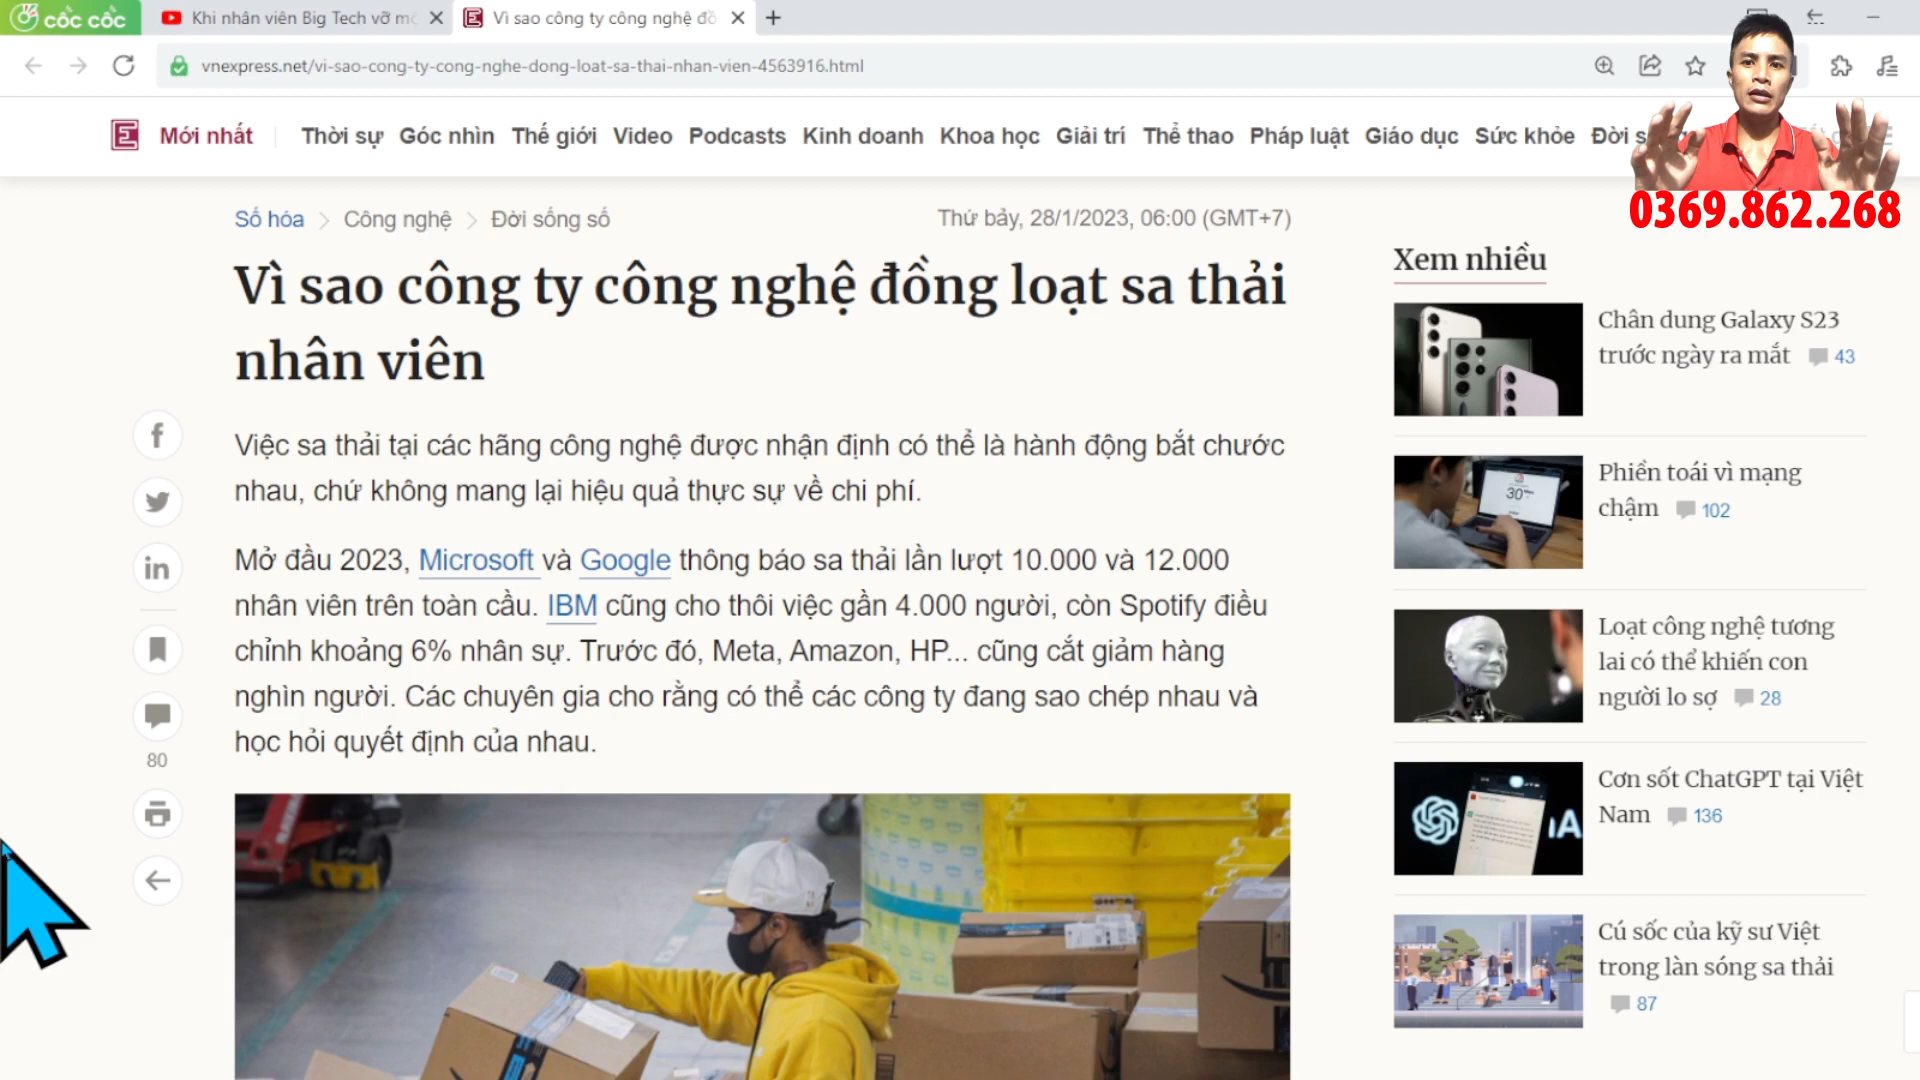 cốc cốc
Khi nhân viên Big Tech vỡ mộ
Vì sao công ty công nghệ đồ
vnexpress.net/vi-sao-cong-ty-cong-nghe-dong-loat-sa-thai-nhan-vien-4563916.html
Mới nhất Thời sự Góc nhìn Thế giới Video Podcasts Kinh doanh Khoa học Giải trí Thể thao Pháp luật Giáo dục Sức khỏe Đời
0369.862.268
Số hóa Công nghệ Đời sống số
Thứ bảy, 28/1/2023, 06:00 (GMT+7)
Vì sao công ty công nghệ đồng loạt sa thải
nhân viên
Việc sa thải tại các hãng công nghệ được nhận định có thể là hành động bắt chước
nhau, chứ không mang lại hiệu quả thực sự về chi phí.
Mở đầu 2023, Microsoft và Google thông báo sa thải lần lượt 10.000 và 12.000
nhân viên trên toàn cầu. IBM cũng cho thôi việc gần 4.000 người, còn Spotify điều
chỉnh khoảng 6% nhân sự. Trước đó, Meta, Amazon, HP... cũng cắt giảm hàng
nghìn người. Các chuyên gia cho rằng có thể các công ty đang sao chép nhau và
học hỏi quyết định của nhau.
80
Xem nhiều
Chân dung Galaxy S23
trước ngày ra mắt 43
Phiền toái vì mạng
chậm 102
30
Loạt công nghệ tương
lai có thể khiến con
người lo sợ 28
Cơn sốt ChatGPT tại Việt
Nam 136
Cú sốc của kỹ sư Việt
trong làn sóng sa thải
87